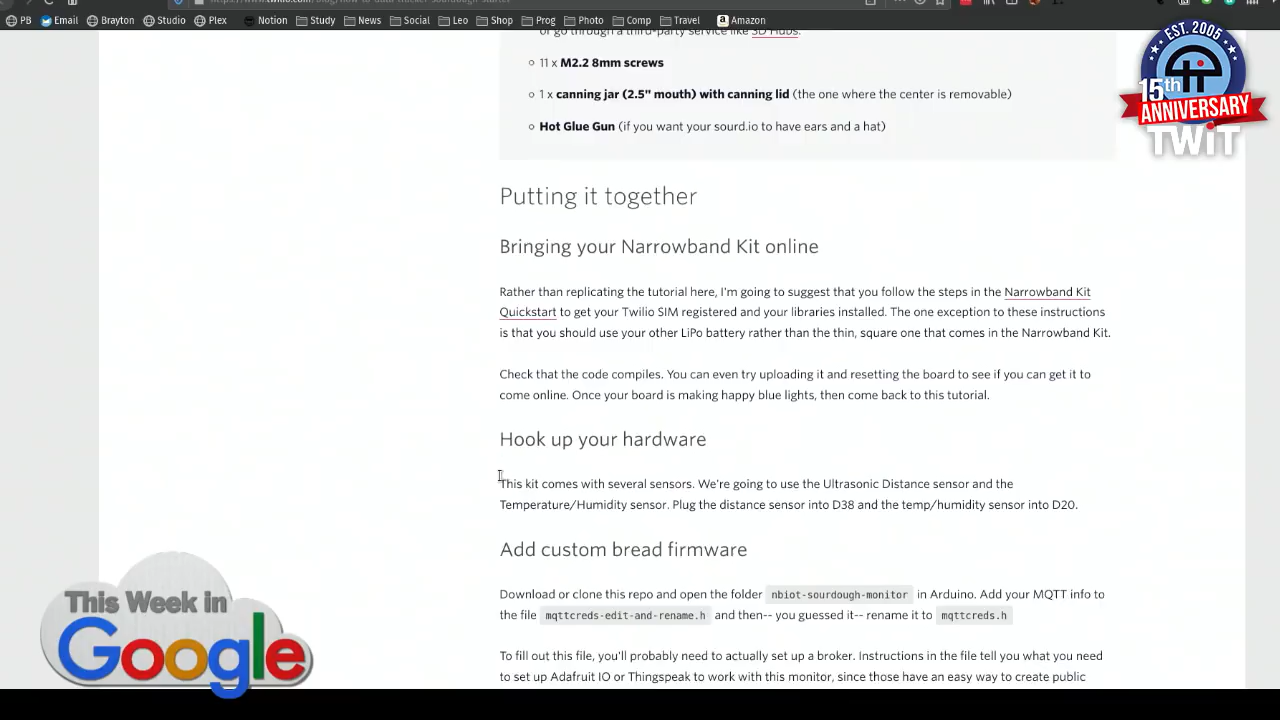 PB Email Brayton Studio Plex Notion Study News Social Leo Shop Prog Photo Comp Travel Amazon
or go through a third-party service like 3D Hubs.
11 x M2.2 8mm screws
1 x canning jar (2.5" mouth) with canning lid (the one where the center is removable)
Hot Glue Gun (if you want your sourd.io to have ears and a hat)
EST. 2005
15th
ANNIVERSARY
TWiT
Putting it together
Bringing your Narrowband Kit online
Rather than replicating the tutorial here, I'm going to suggest that you follow the steps in the Narrowband Kit
Quickstart to get your Twilio SIM registered and your libraries installed. The one exception to these instructions
is that you should use your other LiPo battery rather than the thin, square one that comes in the Narrowband Kit.
Check that the code compiles. You can even try uploading it and resetting the board to see if you can get it to
come online. Once your board is making happy blue lights, then come back to this tutorial.
Hook up your hardware
This kit comes with several sensors. We're going to use the Ultrasonic Distance sensor and the
Temperature/Humidity sensor. Plug the distance sensor into D38 and the temp/humidity sensor into D20.
Add custom bread firmware
Download or clone this repo and open the folder nbiot-sourdough-monitor in Arduino. Add your MQTT info to
the file mqttcreds-edit-and-rename.h and then-- you guessed it-- rename it to mqttcreds.h
To fill out this file, you'll probably need to actually set up a broker. Instructions in the file tell you what you need
to set up Adafruit IO or Thingspeak to work with this monitor, since those have an easy way to create public
This Week in
Google